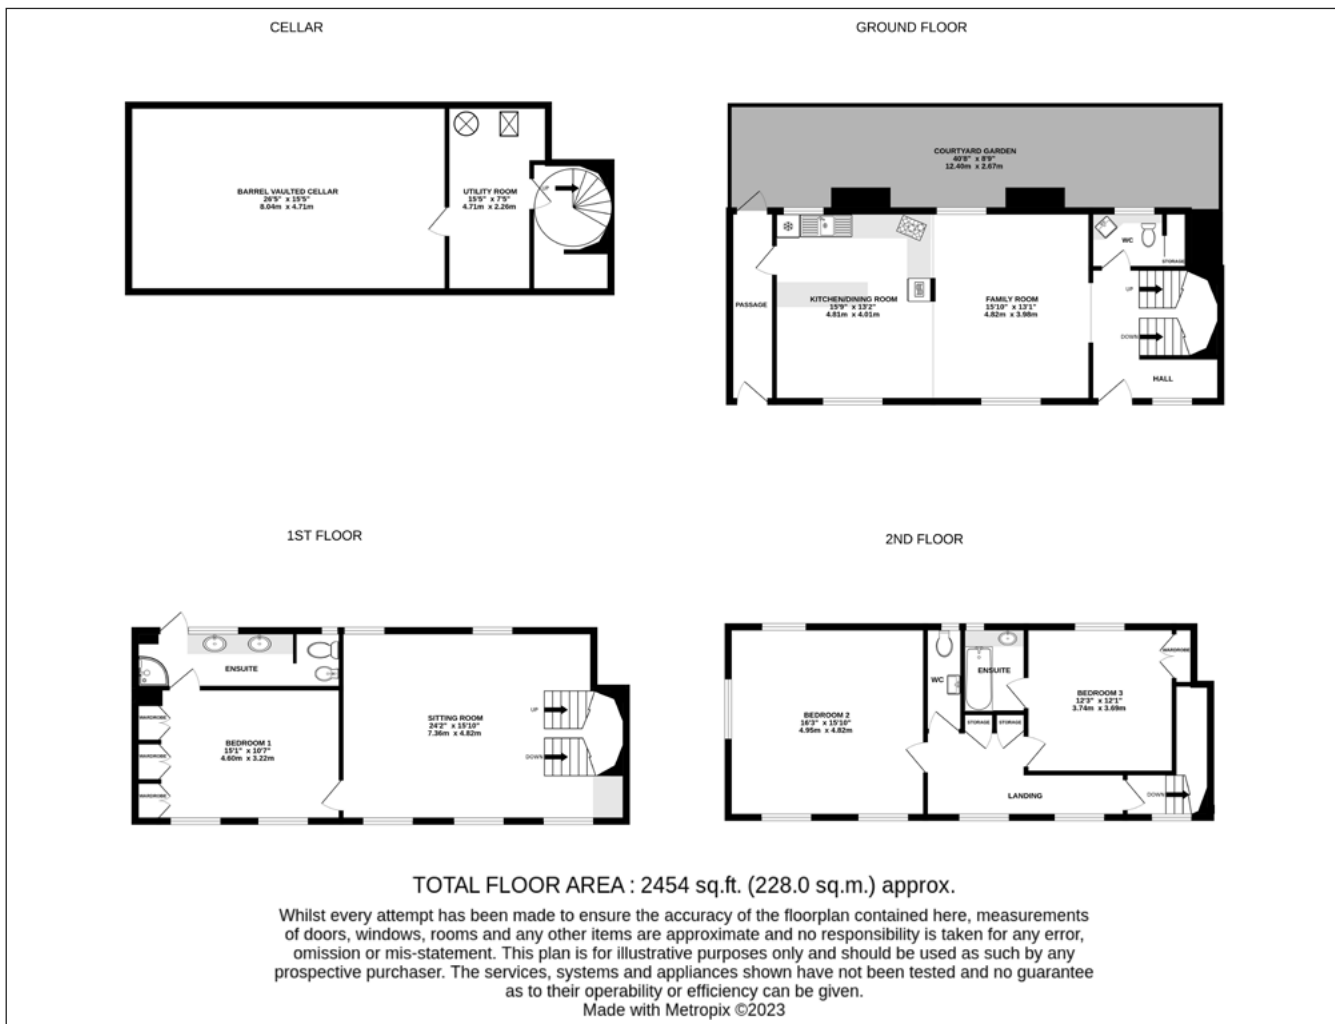 CELLAR
BARREL VAULTED CELLAR
26'5" x 15'5"
8.04m x 4.71m
UTILITY ROOM
15'5" x 7'5"
4.71m x 2.26m
UP
GROUND FLOOR
COURTYARD GARDEN
40'8" x 8'9"
12.40m x 2.67m
WC
STORAGE
PASSAGE
KITCHEN/DINING ROOM
15'9" x 13'2"
4.81m x 4.01m
FAMILY ROOM
15'10" x 13'1"
4.82m x 3.98m
UP
DOWN
HALL
1ST FLOOR
ENSUITE
WARDROBE
WARDROBE
WARDROBE
BEDROOM 1
15'1" x 10'7"
4.60m x 3.22m
SITTING ROOM
24'2" x 15'10"
7.36m x 4.82m
UP
DOWN
2ND FLOOR
BEDROOM 2
16'3" x 15'10"
4.95m x 4.82m
WC
ENSUITE
STORAGE
STORAGE
BEDROOM 3
12'3" x 12'1"
3.74m x 3.69m
WARDROBE
LANDING
DOWN
TOTAL FLOOR AREA : 2454 sq.ft. (228.0 sq.m.) approx.
Whilst every attempt has been made to ensure the accuracy of the floorplan contained here, measurements
of doors, windows, rooms and any other items are approximate and no responsibility is taken for any error,
omission or mis-statement. This plan is for illustrative purposes only and should be used as such by any
prospective purchaser. The services, systems and appliances shown have not been tested and no guarantee
as to their operability or efficiency can be given.
Made with Metropix ©2023